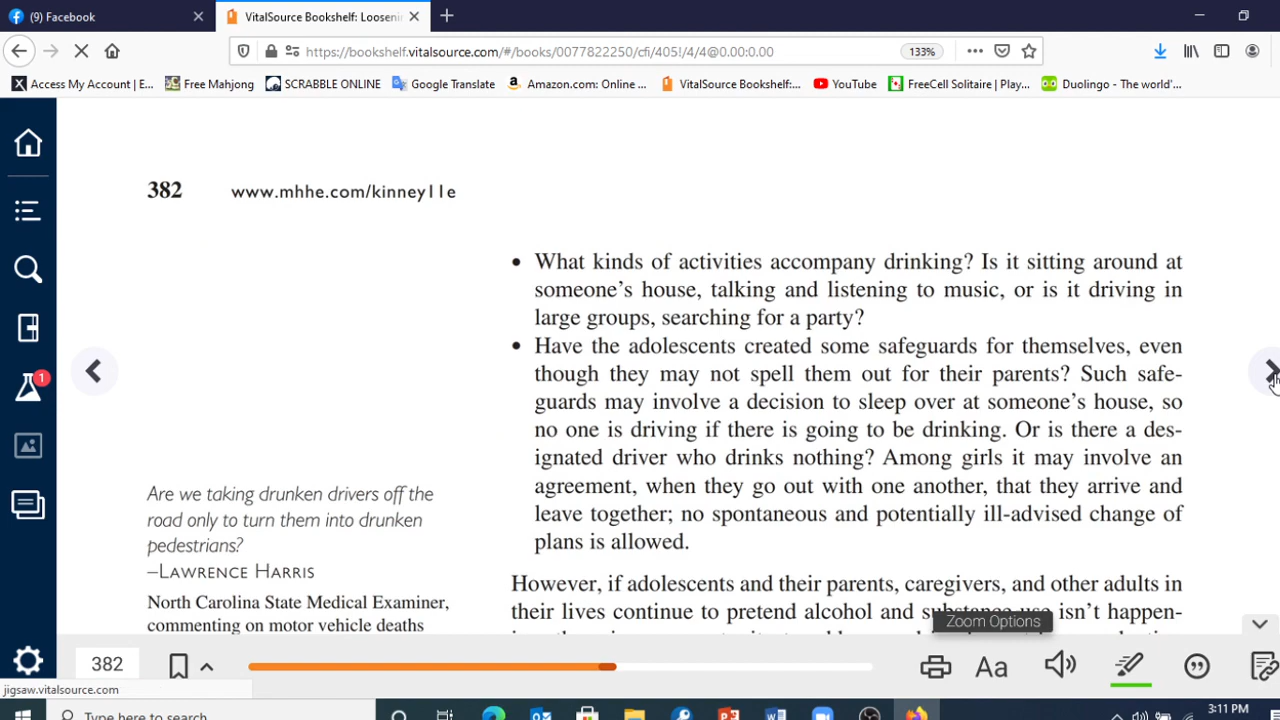 (9) Facebook
VitalSource Bookshelf: Loosenin
https://bookshelf.vitalsource.com/#/books/0077822250/cfi/405!/4/4@0.00:0.00
133%
Access My Account | E...
Free Mahjong
SCRABBLE ONLINE
Google Translate
Amazon.com: Online ...
VitalSource Bookshelf:...
YouTube
FreeCell Solitaire | Play...
Duolingo - The world'...
382
www.mhhe.com/kinney11e
• What kinds of activities accompany drinking? Is it sitting around at
someone's house, talking and listening to music, or is it driving in
large groups, searching for a party?
• Have the adolescents created some safeguards for themselves, even
though they may not spell them out for their parents? Such safe-
guards may involve a decision to sleep over at someone's house, so
no one is driving if there is going to be drinking. Or is there a des-
ignated driver who drinks nothing? Among girls it may involve an
agreement, when they go out with one another, that they arrive and
leave together; no spontaneous and potentially ill-advised change of
plans is allowed.
Are we taking drunken drivers off the
road only to turn them into drunken
pedestrians?
–LAWRENCE HARRIS
North Carolina State Medical Examiner,
commenting on motor vehicle deaths
However, if adolescents and their parents, caregivers, and other adults in
their lives continue to pretend alcohol and substance use isn't happen-
Zoom Options
1
382
Aa
jigsaw.vitalsource.com
Type here to search
3:11 PM